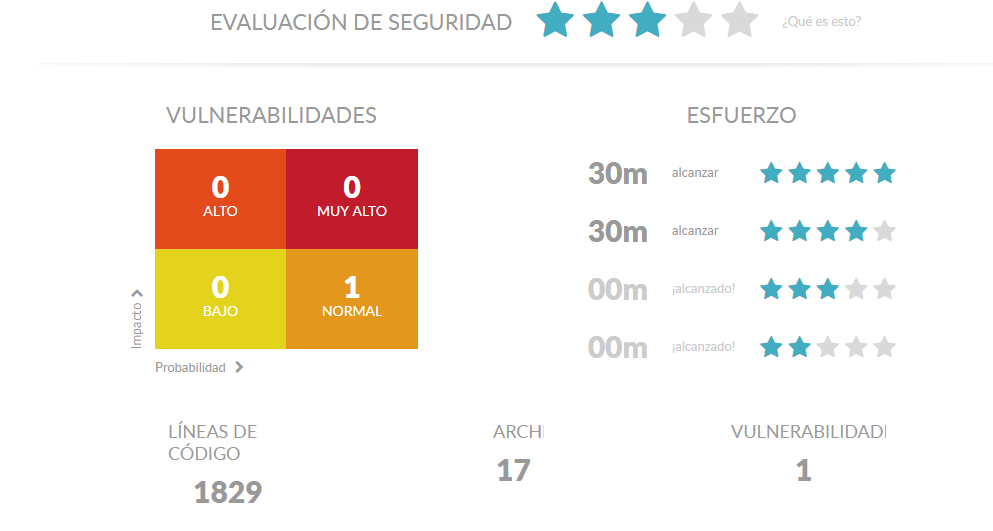 EVALUACIÓN DE SEGURIDAD ¿Qué es esto?
VULNERABILIDADES
0
ALTO
0
MUY ALTO
0
BAJO
1
NORMAL
Impacto
Probabilidad
ESFUERZO
30m alcanzar
30m alcanzar
00m ¡alcanzado!
00m ¡alcanzado!
LÍNEAS DE
CÓDIGO
1829
ARCHI
17
VULNERABILIDADI
1